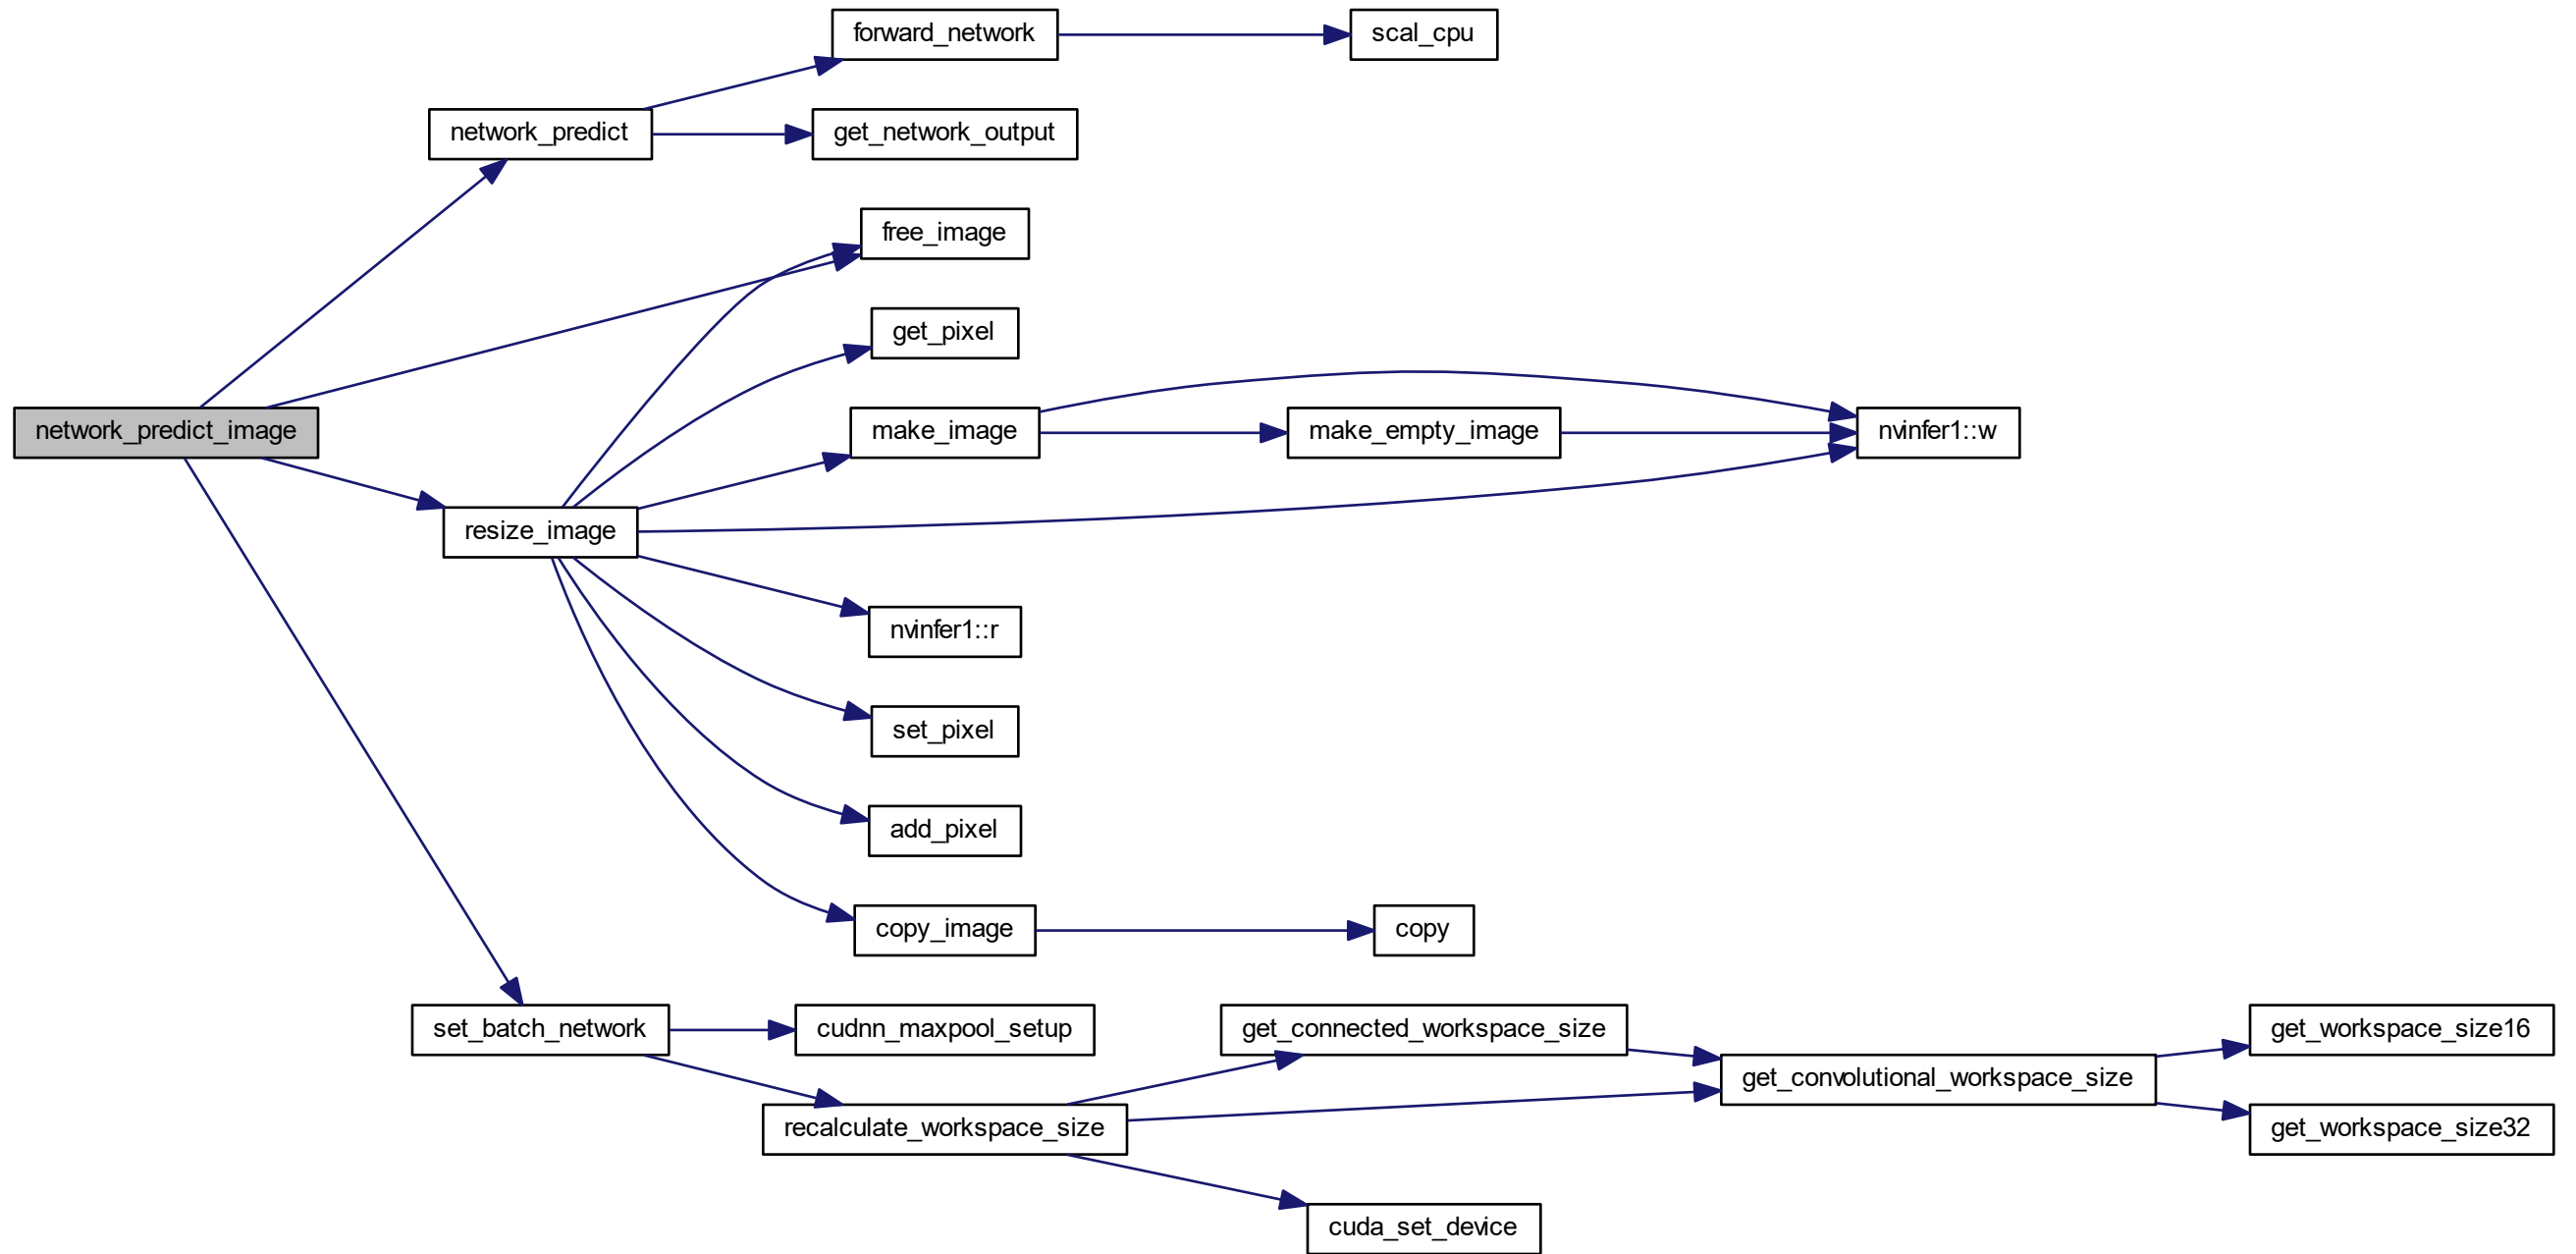 forward_network
scal_cpu
network_predict
get_network_output
free_image
get_pixel
network_predict_image
make_image
make_empty_image
nvinfer1::w
resize_image
nvinfer1::r
set_pixel
add_pixel
copy_image
copy
set_batch_network
cudnn_maxpool_setup
get_connected_workspace_size
get_workspace_size16
get_convolutional_workspace_size
recalculate_workspace_size
get_workspace_size32
cuda_set_device